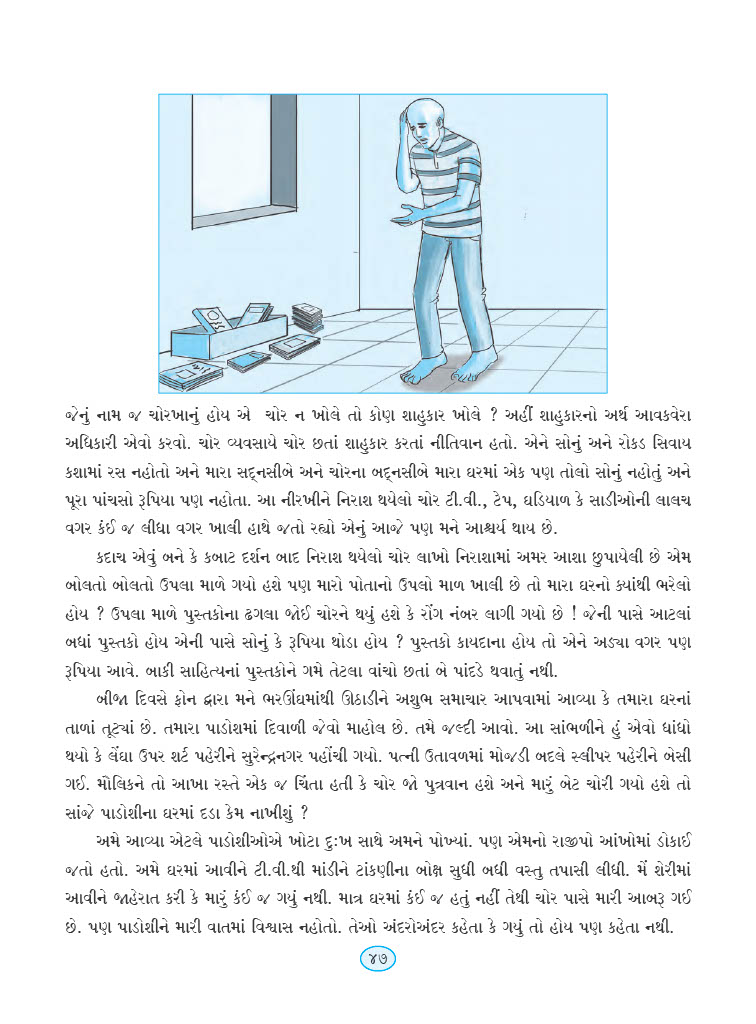 જેનું નામ જ ચોરખાનું હોય એ ચોર ન ખોલે તો કોણ શાહુકાર ખોલે ? અહીં શાહુકારનો અર્થ આવકવેરા
અધિકારી એવો કરવો. ચોર વ્યવસાયે ચોર છતાં શાહુકાર કરતાં નીતિવાન હતો. એને સોનું અને રોકડ સિવાય
કશામાં રસ નહોતો અને મારા સદ્‌નસીબે અને ચોરના બદ્‌નસીબે મારા ઘરમાં એક પણ તોલો સોનું નહોતું અને
પૂરા પાંચસો રૂપિયા પણ નહોતા. આ નીરખીને નિરાશ થયેલો ચોર ટી.વી., ટેપ, ઘડિયાળ કે સાડીઓની લાલચ
વગર કંઈ જ લીધા વગર ખાલી હાથે જતો રહ્યો એનું આજે પણ મને આશ્ચર્ય થાય છે.
કદાચ એવું બને કે કબાટ દર્શન બાદ નિરાશ થયેલો ચોર લાખો નિરાશામાં અમર આશા છુપાયેલી છે એમ
બોલતો બોલતો ઉપલા માળે ગયો હશે પણ મારો પોતાનો ઉપલો માળ ખાલી છે તો મારા ઘરનો ક્યાંથી ભરેલો
હોય ? ઉપલા માળે પુસ્તકોના ઢગલા જોઈ ચોરને થયું હશે કે રોંગ નંબર લાગી ગયો છે ! જેની પાસે આટલાં
બધાં પુસ્તકો હોય એની પાસે સોનું કે રૂપિયા થોડા હોય ? પુસ્તકો કાયદાના હોય તો એને અડ્યા વગર પણ
રૂપિયા આવે. બાકી સાહિત્યનાં પુસ્તકોને ગમે તેટલા વાંચો છતાં બે પાંદડે થવાતું નથી.
બીજા દિવસે ફોન દ્વારા મને ભરઊંઘમાંથી ઊઠાડીને અશુભ સમાચાર આપવામાં આવ્યા કે તમારા ઘરનાં
તાળાં તૂટ્યાં છે. તમારા પાડોશમાં દિવાળી જેવો માહોલ છે. તમે જલ્દી આવો. આ સાંભળીને હું એવો ધાંધો
થયો કે લેંઘા ઉપર શર્ટ પહેરીને સુરેન્દ્રનગર પહોંચી ગયો. પત્ની ઉતાવળમાં મોજડી બદલે સ્લીપર પહેરીને બેસી
ગઈ. મૌલિકને તો આખા રસ્તે એક જ ચિંતા હતી કે ચોર જો પુત્રવાન હશે અને મારું બેટ ચોરી ગયો હશે તો
સાંજે પાડોશીના ઘરમાં દડા કેમ નાખીશું ?
અમે આવ્યા એટલે પાડોશીઓએ ખોટા દુઃખ સાથે અમને પોખ્યાં. પણ એમનો રાજીપો આંખોમાં ડોકાઈ
જતો હતો. અમે ઘરમાં આવીને ટી.વી.થી માંડીને ટાંકણીના બોક્ષ સુધી બધી વસ્તુ તપાસી લીધી. મેં શેરીમાં
આવીને જાહેરાત કરી કે મારું કંઈ જ ગયું નથી. માત્ર ઘરમાં કંઈ જ હતું નહીં તેથી ચોર પાસે મારી આબરૂ ગઈ
છે. પણ પાડોશીને મારી વાતમાં વિશ્વાસ નહોતો. તેઓ અંદરોઅંદર કહેતા કે ગયું તો હોય પણ કહેતા નથી.
૪૭